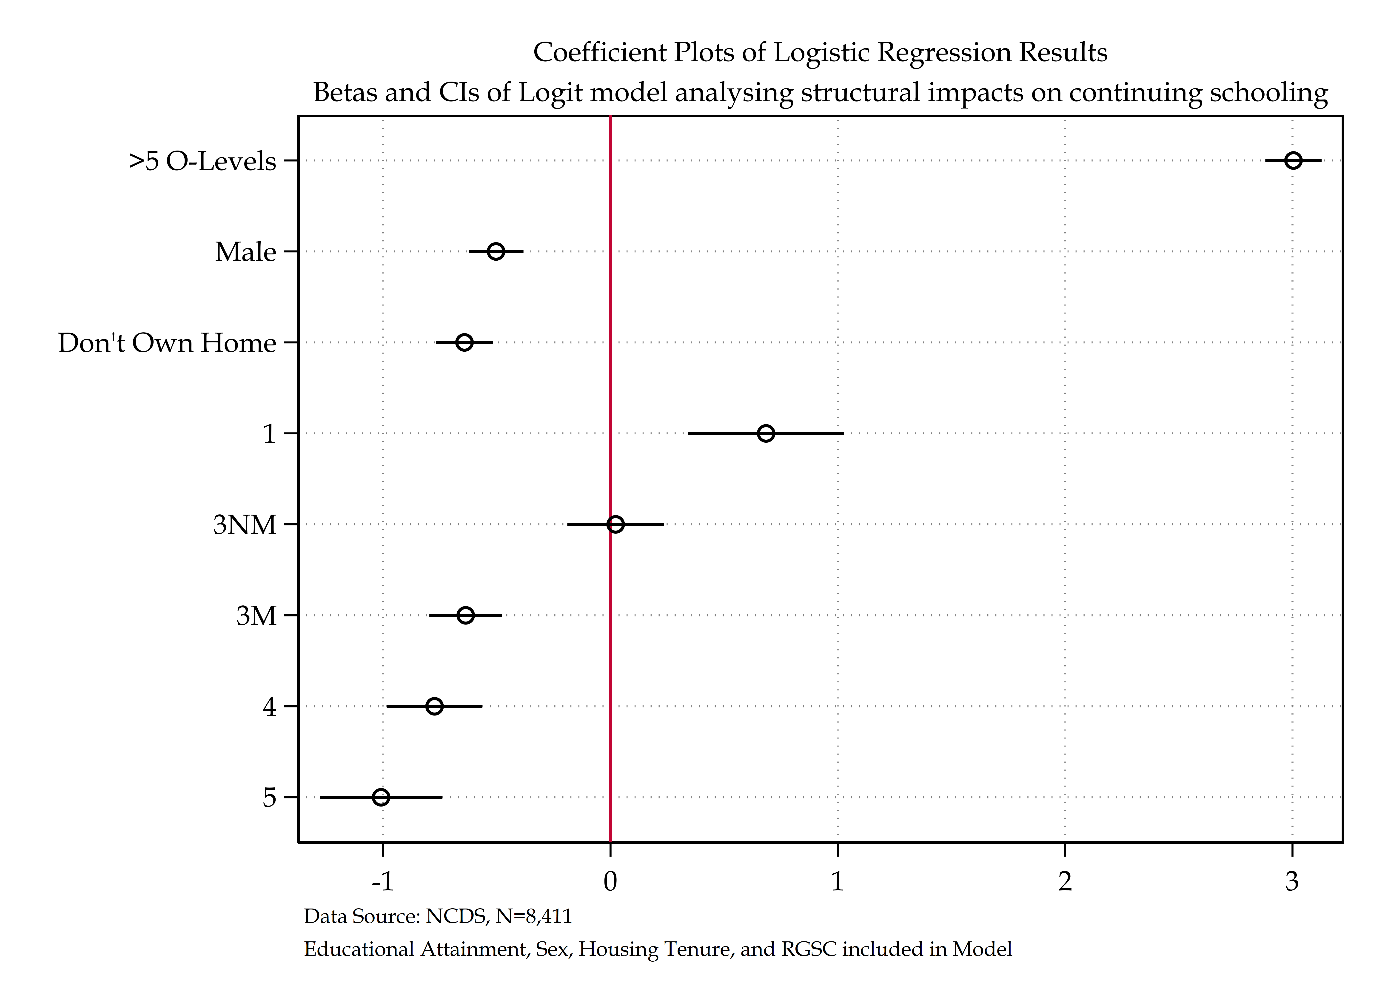 Coefficient Plots of Logistic Regression Results
Betas and CIs of Logit model analysing structural impacts on continuing schooling
>5 O-Levels
Male
Don't Own Home
1
3NM
3M
4
5
-1 0 1 2 3
Data Source: NCDS, N=8,411
Educational Attainment, Sex, Housing Tenure, and RGSC included in Model